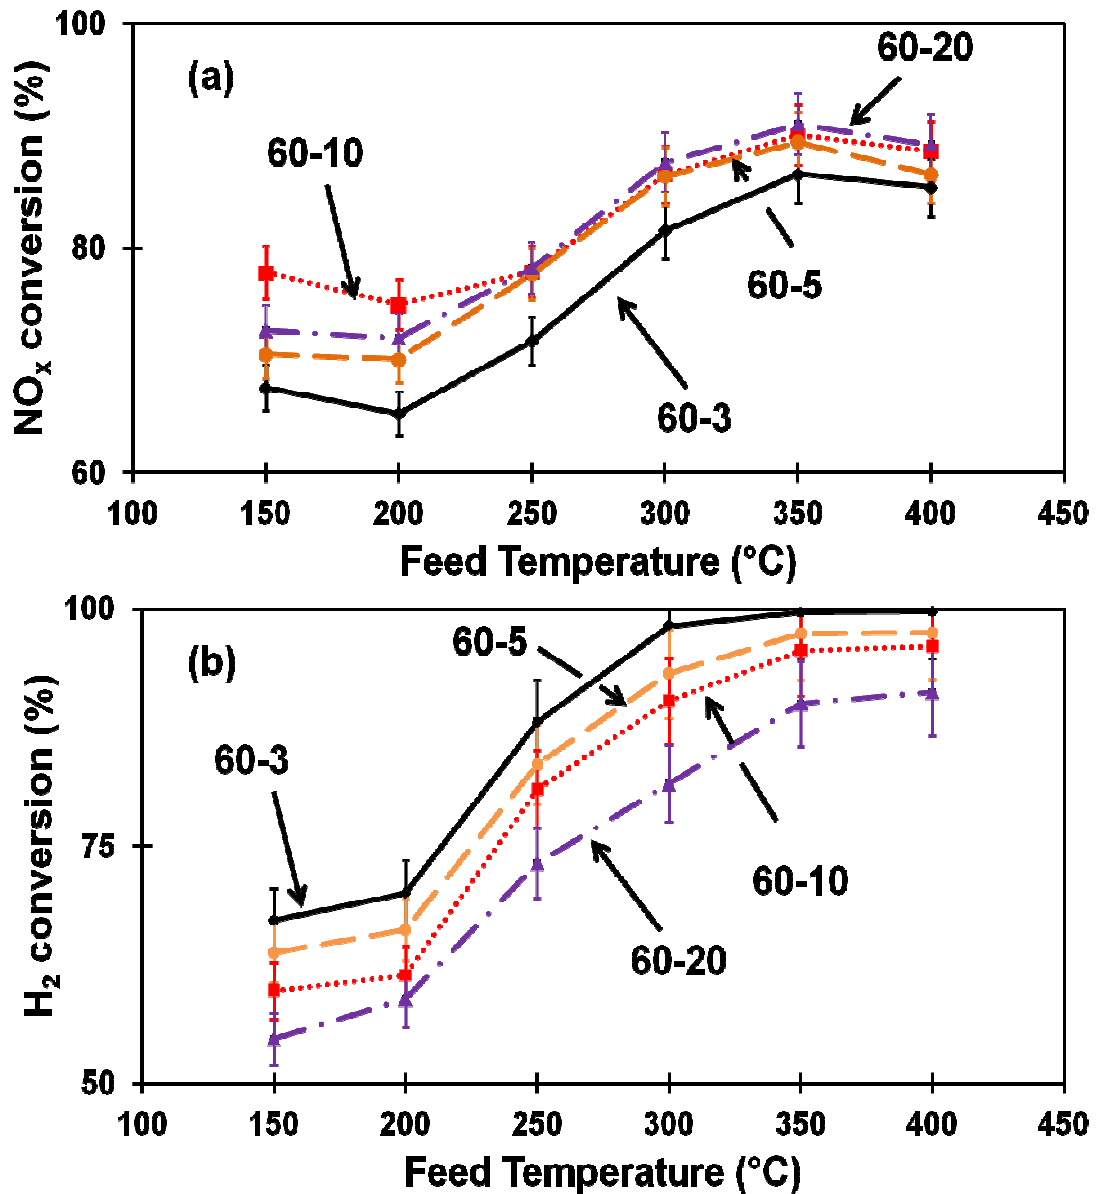 100
(a)
60-20
60-10
80
60-5
60-3
60
NOx conversion (%)
100 150 200 250 300 350 400 450
Feed Temperature (°C)
100
(b)
60-5
60-3
75
60-10
60-20
50
H2 conversion (%)
100 150 200 250 300 350 400 450
Feed Temperature (°C)